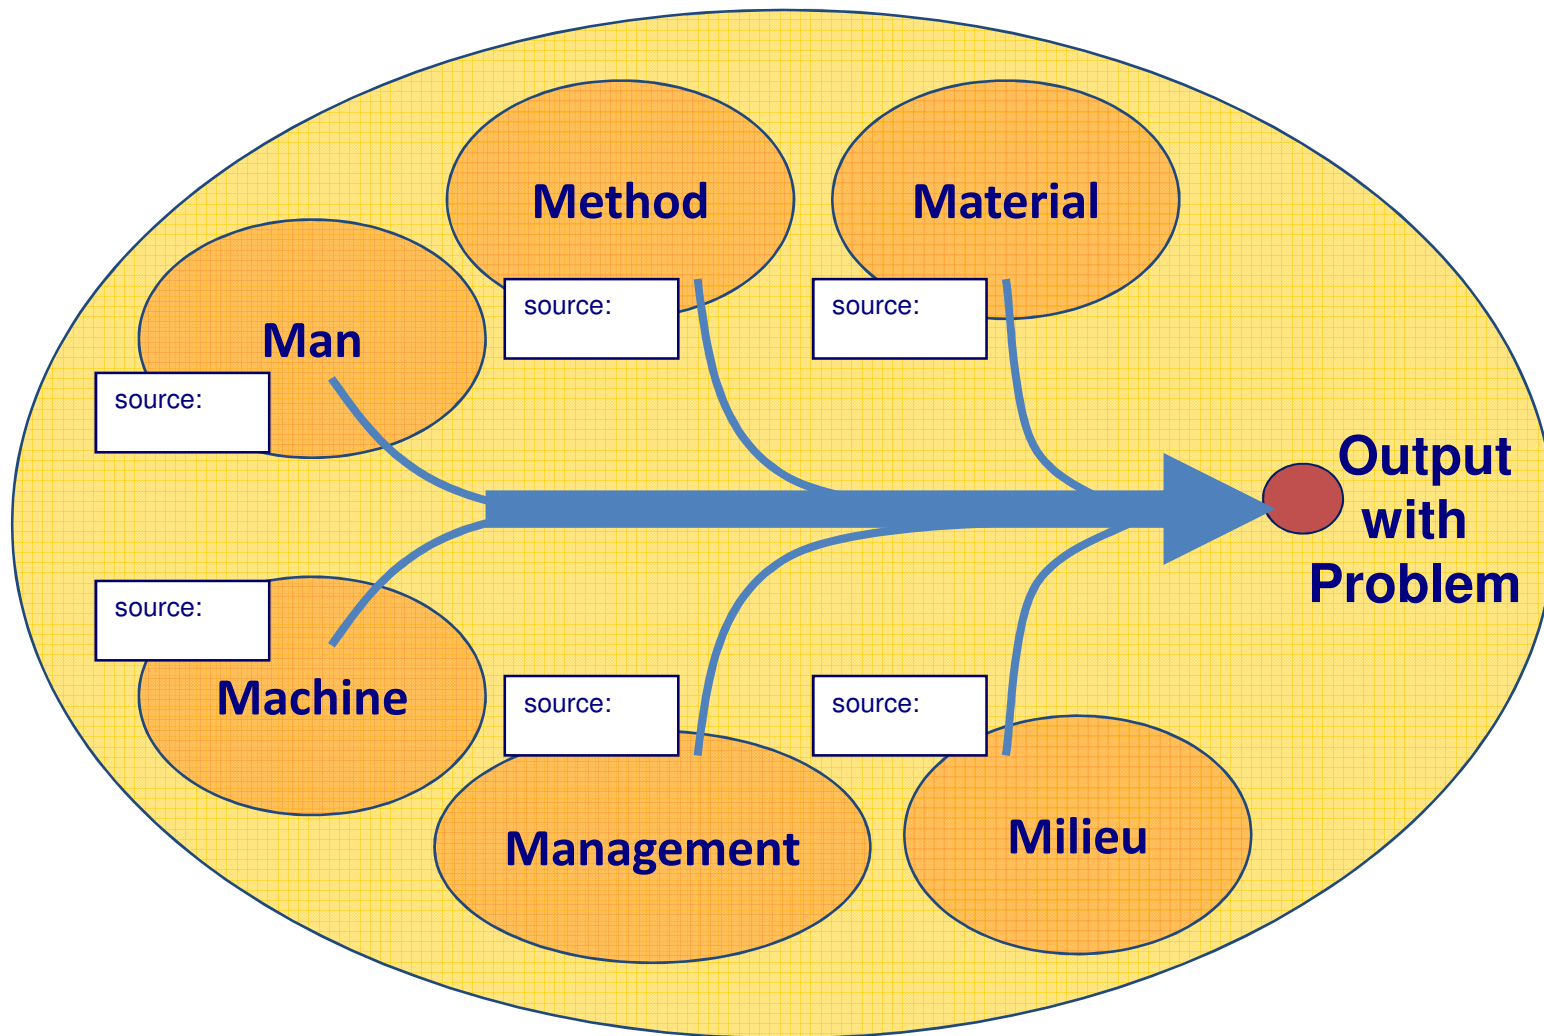 Method
Material
source:
source:
Man
source:
Output
with
Problem
source:
Machine
source:
source:
Management
Milieu